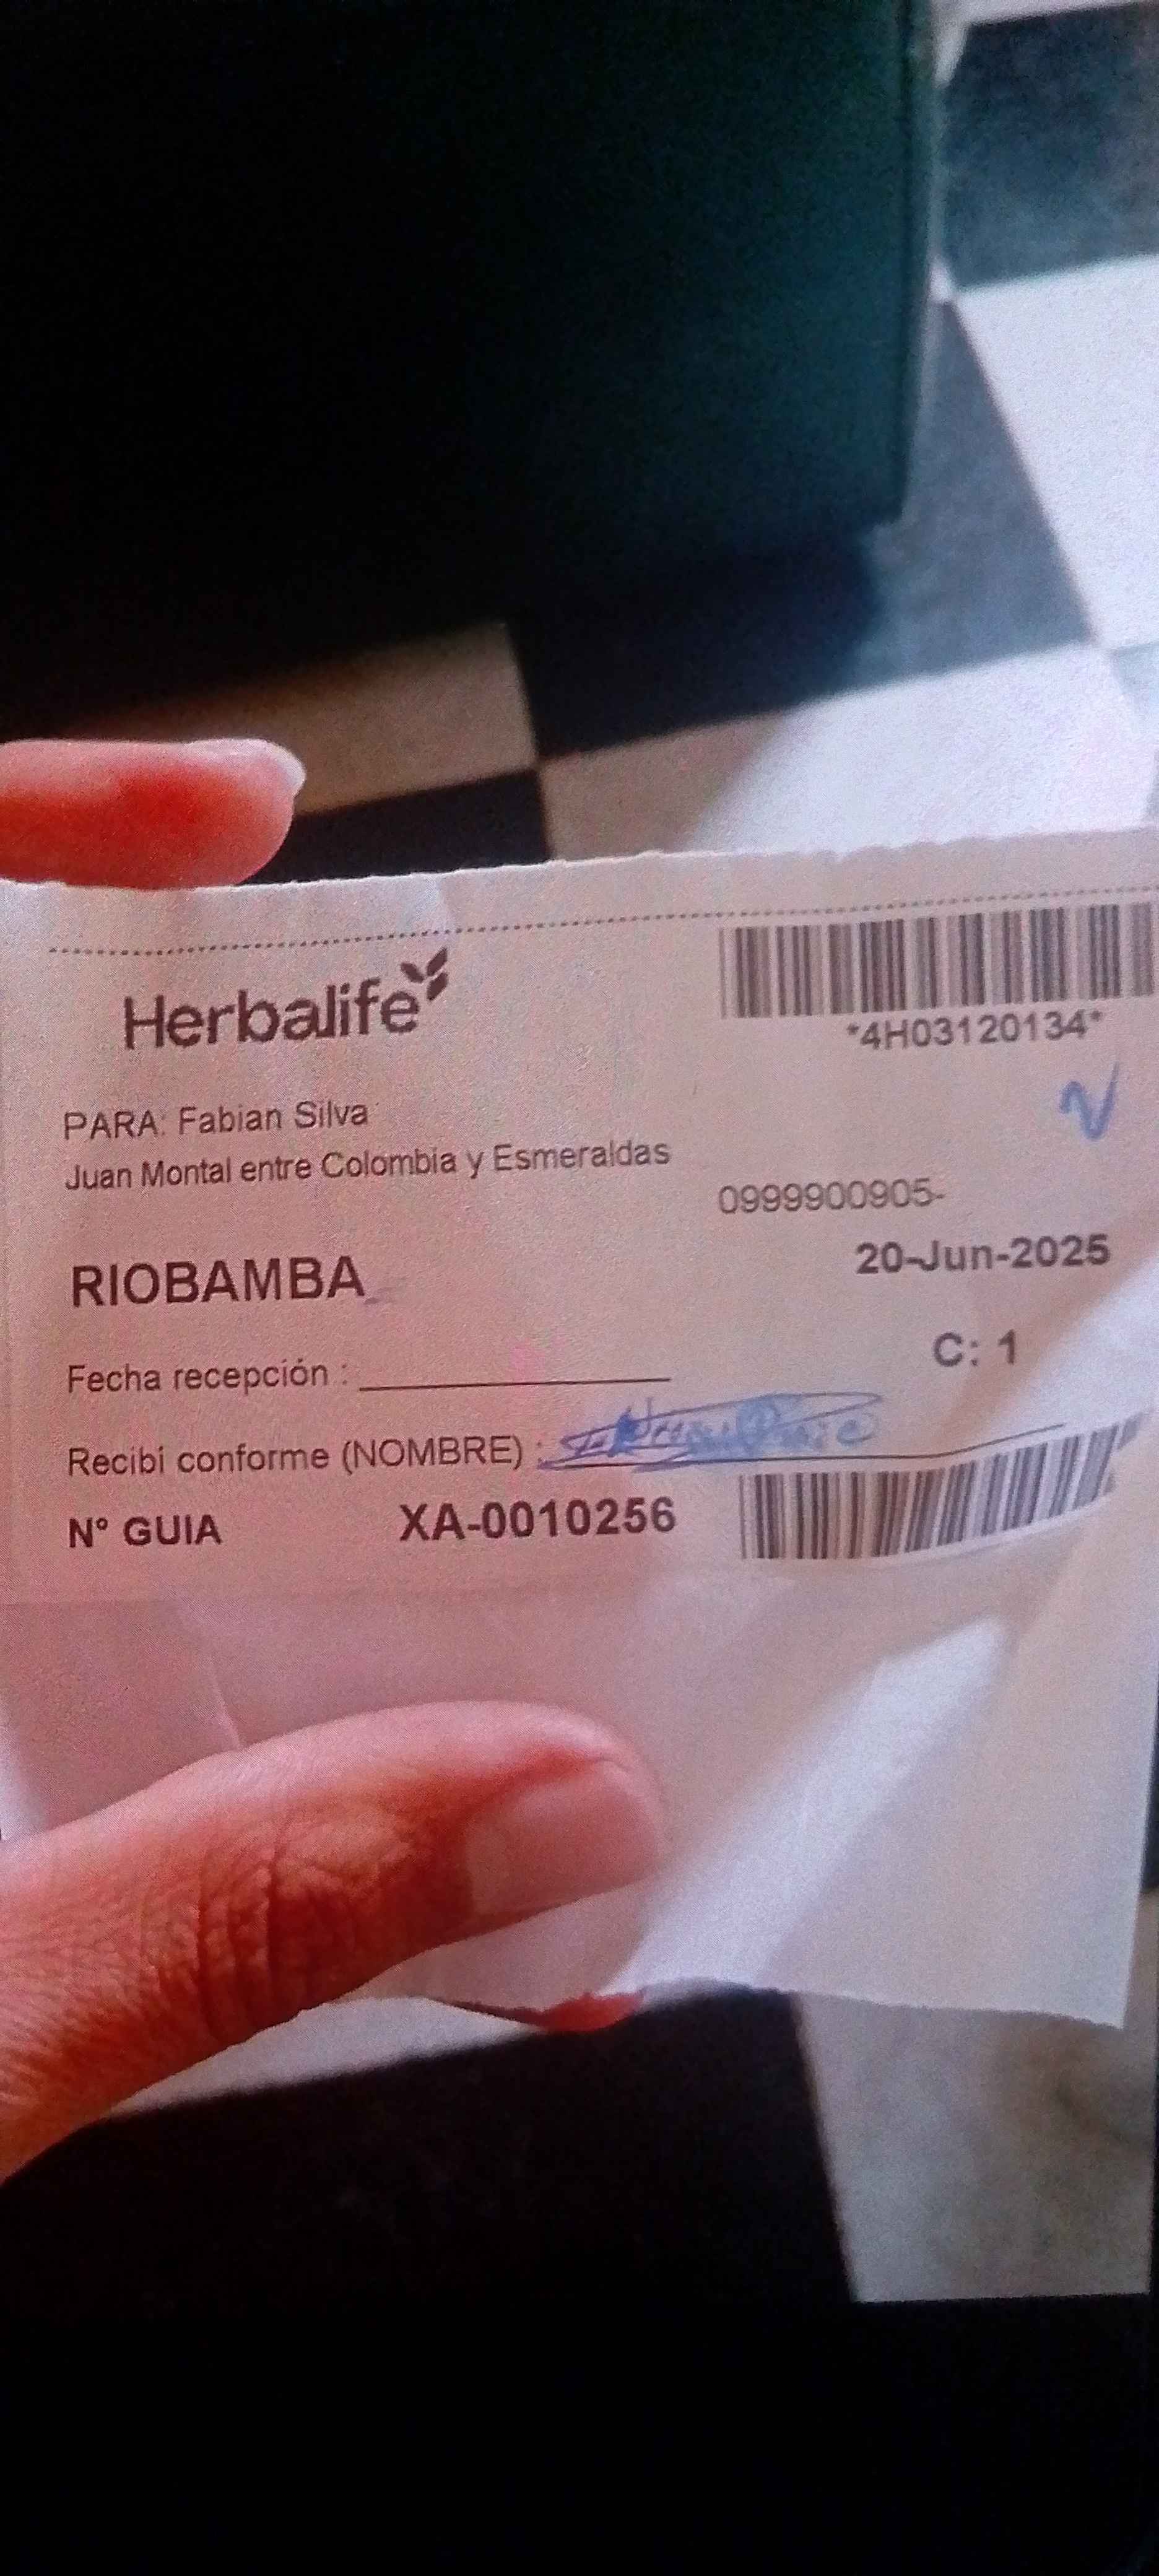 Herbalife
*4H03120134*
PARA: Fabian Silva
Juan Montal entre Colombia y Esmeraldas
0999900905-
RIOBAMBA
20-Jun-2025
C: 1
Fecha recepción :
Recibi conforme (NOMBRE) :
N° GUIA XA-0010256